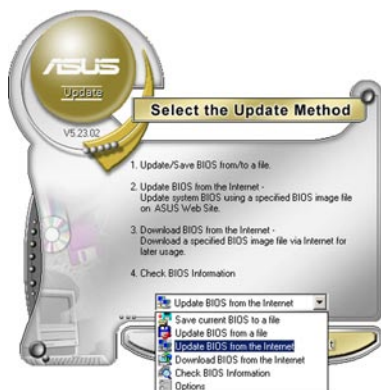 ASUS
Update
V5.23.02
Select the Update Method
1. Update/Save BIOS from/to a file.
2. Update BIOS from the Internet -
Update system BIOS using a specified BIOS image file
on ASUS Web Site.
3. Download BIOS from the Internet -
Download a specified BIOS image file via Internet for
later usage.
4. Check BIOS Information
Update BIOS from the Internet
Save current BIOS to a file
Update BIOS from a file
Update BIOS from the Internet
Download BIOS from the Internet
Check BIOS Information
Options